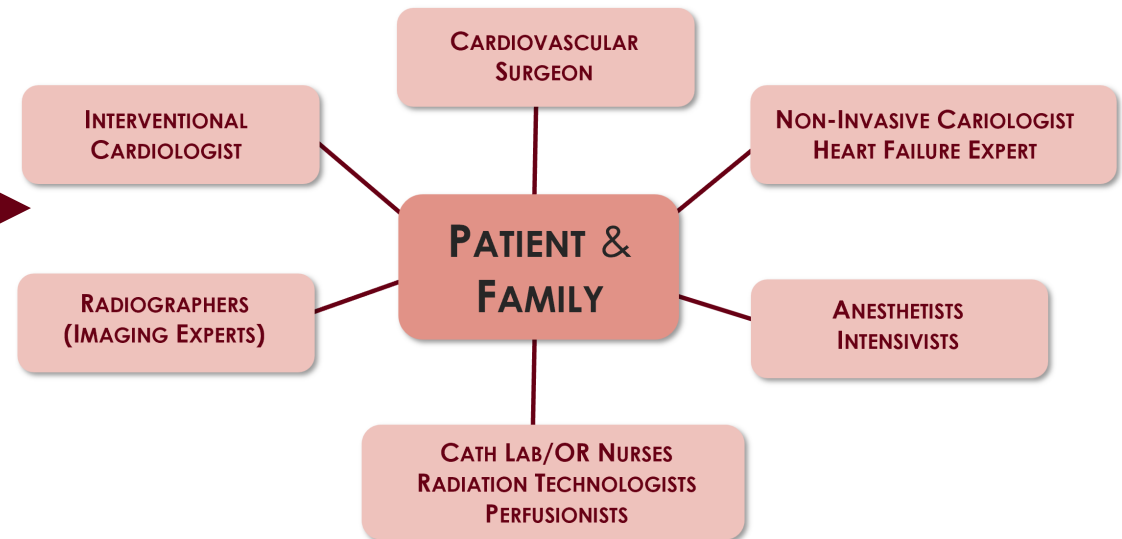 CARDIOVASCULAR
SURGEON
INTERVENTIONAL
CARDIOLOGIST
NON-INVASIVE CARIOLOGIST
HEART FAILURE EXPERT
PATIENT &
FAMILY
RADIOGRAPHERS
(IMAGING EXPERTS)
ANESTHETISTS
INTENSIVISTS
CATH LAB/OR NURSES
RADIATION TECHNOLOGISTS
PERFUSIONISTS